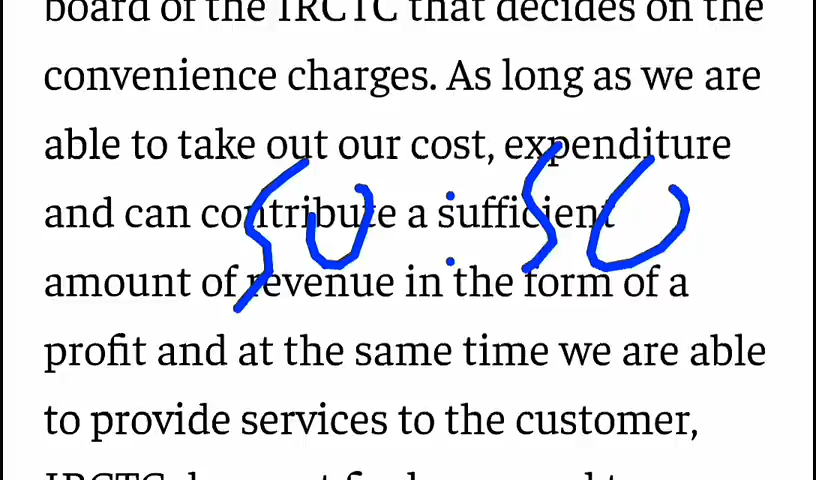 board of the IRCTC that decides on the
convenience charges. As long as we are
able to take out our cost, expenditure
and can contribute a sufficient
50 : 50
amount of revenue in the form of a
profit and at the same time we are able
to provide services to the customer,